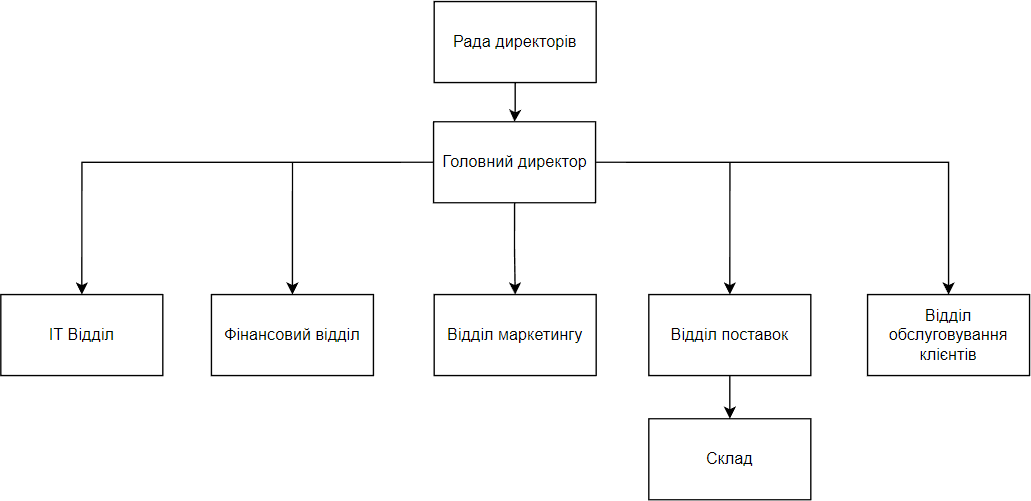 Рада директорів
Головний директор
ІТ Відділ
Фінансовий відділ
Відділ маркетингу
Відділ поставок
Відділ
обслуговування
клієнтів
Склад